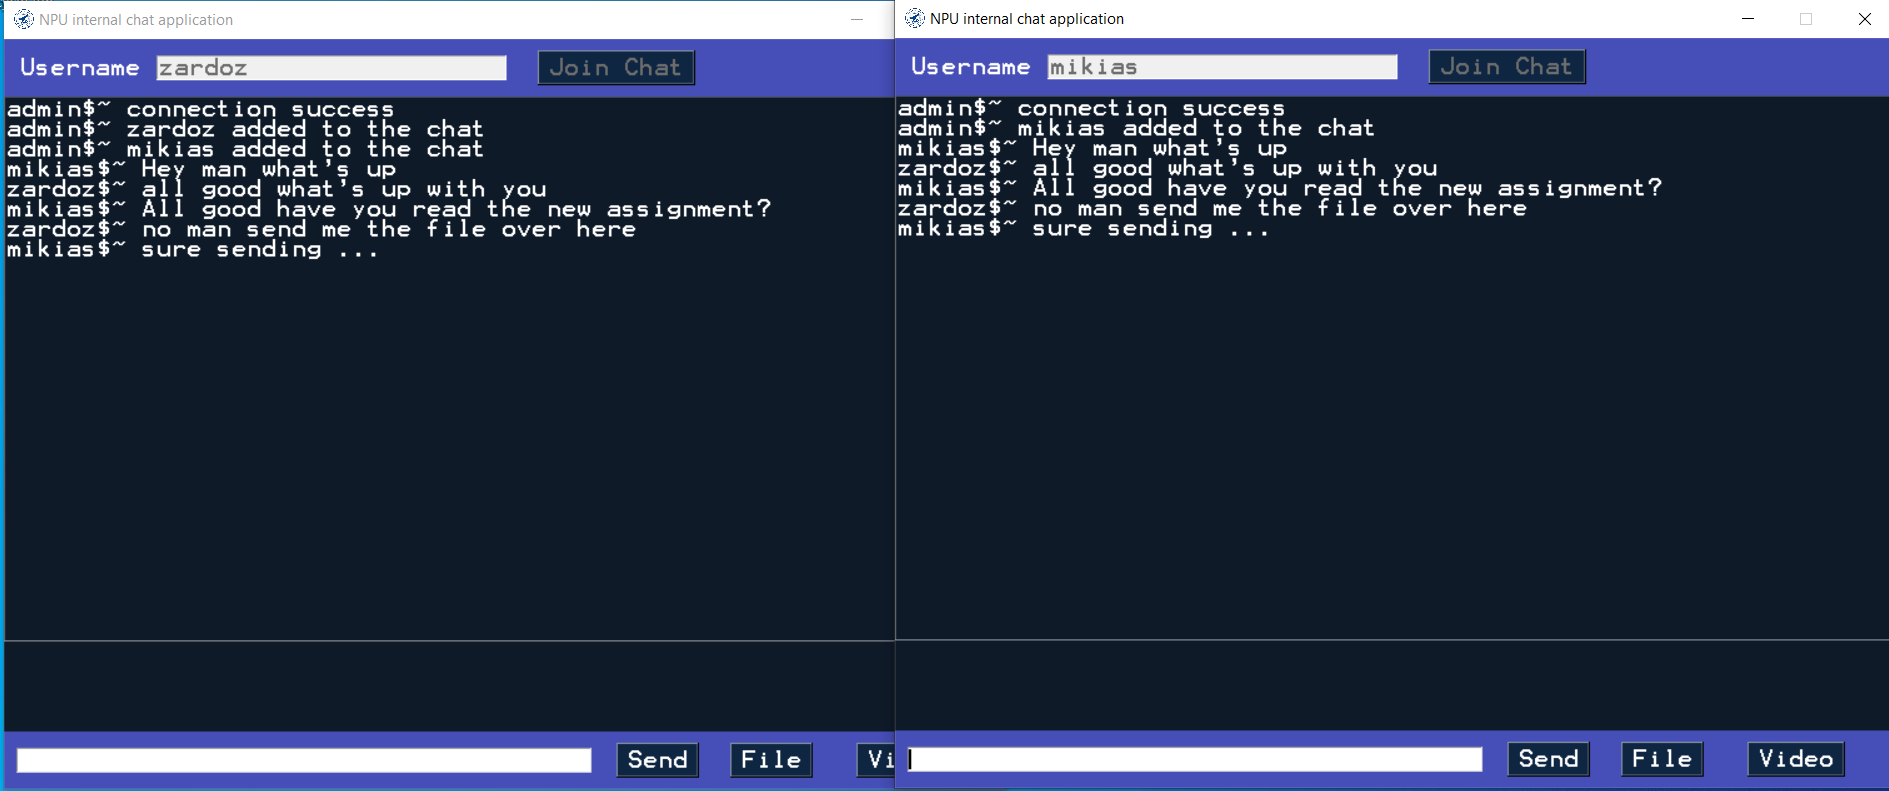 NPU internal chat application
Username zardoz Join Chat
admin$~ connection success
admin$~ zardoz added to the chat
admin$~ mikias added to the chat
mikias$~ Hey man what's up
zardoz$~ all good what's up with you
mikias$~ All good have you read the new assignment?
zardoz$~ no man send me the file over here
mikias$~ sure sending ...
Send File Vi
NPU internal chat application
Username mikias Join Chat
admin$~ connection success
admin$~ mikias added to the chat
mikias$~ Hey man what's up
zardoz$~ all good what's up with you
mikias$~ All good have you read the new assignment?
zardoz$~ no man send me the file over here
mikias$~ sure sending ...
Send File Video